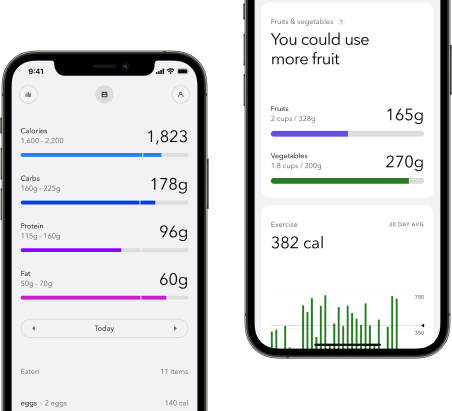 9:41
Calories
1,600 - 2,200
1,823
Carbs
160g - 225g
178g
Protein
115g - 160g
96g
Fat
50g - 70g
60g
Today
Eaten
11 items
eggs · 2 eggs
140 cal
Fruits & vegetables ?
You could use
more fruit
Fruits
2 cups / 328g
165g
Vegetables
1.8 cups / 300g
270g
Exercise
30 DAY AVG
382 cal
700
350